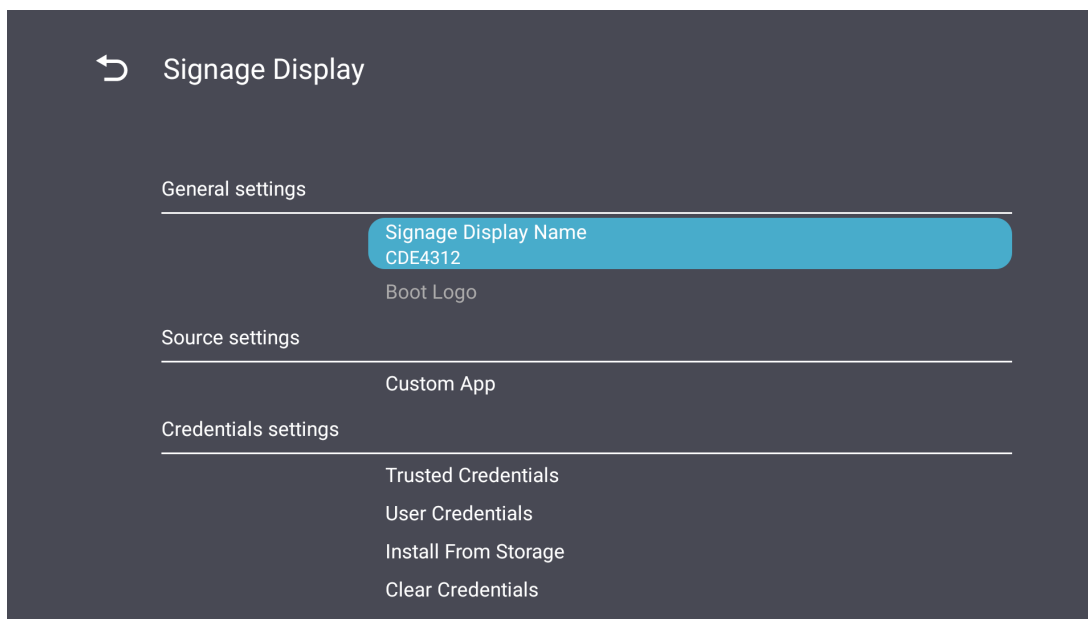 Signage Display
General settings
Signage Display Name
CDE4312
Boot Logo
Source settings
Custom App
Credentials settings
Trusted Credentials
User Credentials
Install From Storage
Clear Credentials